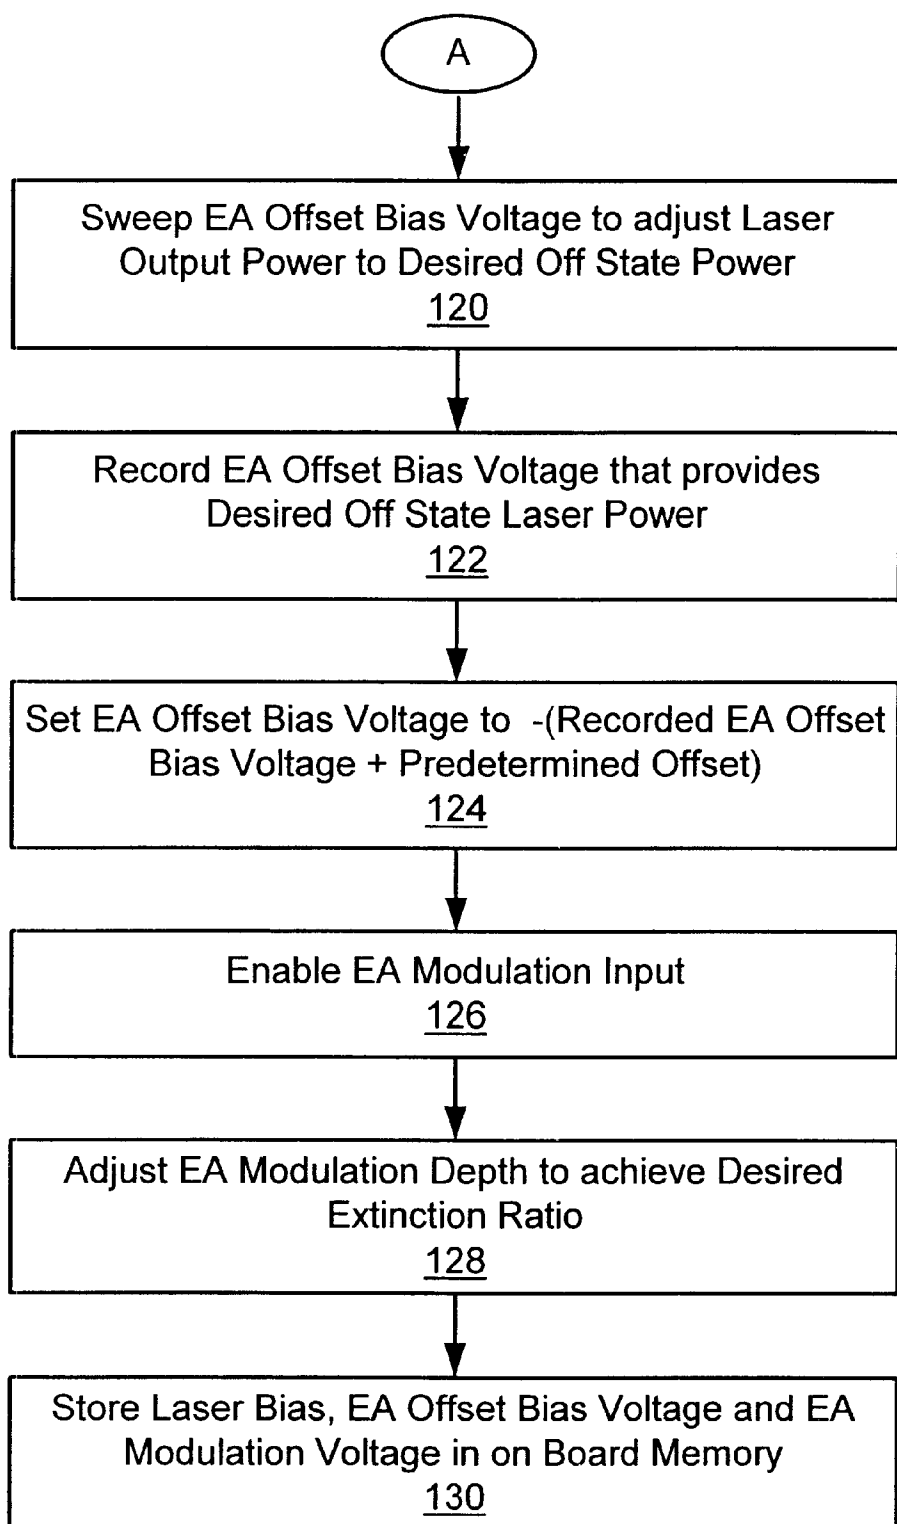 A
Sweep EA Offset Bias Voltage to adjust Laser
Output Power to Desired Off State Power
120
Record EA Offset Bias Voltage that provides
Desired Off State Laser Power
122
Set EA Offset Bias Voltage to -(Recorded EA Offset
Bias Voltage + Predetermined Offset)
124
Enable EA Modulation Input
126
Adjust EA Modulation Depth to achieve Desired
Extinction Ratio
128
Store Laser Bias, EA Offset Bias Voltage and EA
Modulation Voltage in on Board Memory
130